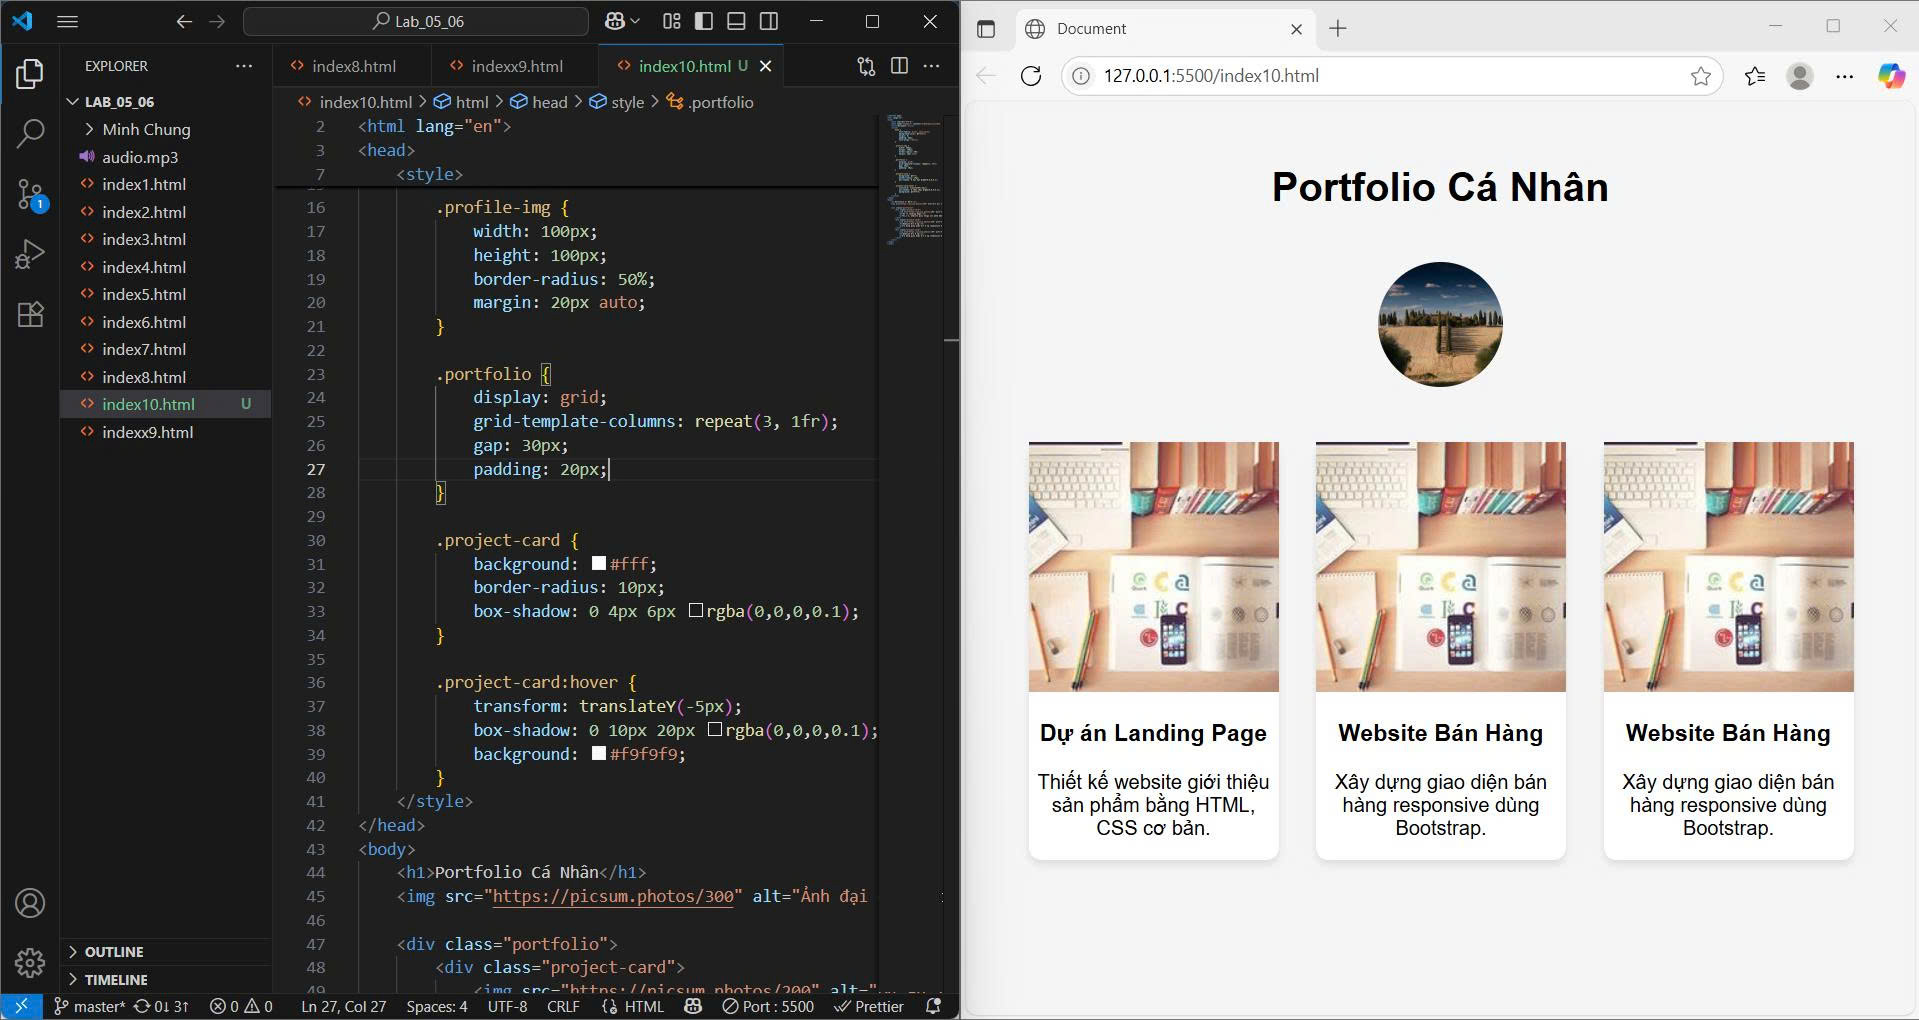 Lab_05_06
EXPLORER
LAB_05_06
Minh Chung
audio.mp3
index1.html
index2.html
index3.html
index4.html
index5.html
index6.html
index7.html
index8.html
index10.html U
indexx9.html
OUTLINE
TIMELINE
index8.html
indexx9.html
index10.html U
index10.html > html > head > style > .portfolio
2 <html lang="en">
3 <head>
7 <style>
16 .profile-img {
17 width: 100px;
18 height: 100px;
19 border-radius: 50%;
20 margin: 20px auto;
21 }
22
23 .portfolio {
24 display: grid;
25 grid-template-columns: repeat(3, 1fr);
26 gap: 30px;
27 padding: 20px;
28 }
29
30 .project-card {
31 background: #fff;
32 border-radius: 10px;
33 box-shadow: 0 4px 6px rgba(0,0,0,0.1);
34 }
35
36 .project-card:hover {
37 transform: translateY(-5px);
38 box-shadow: 0 10px 20px rgba(0,0,0,0.1);
39 background: #f9f9f9;
40 }
41 </style>
42 </head>
43 <body>
44 <h1>Portfolio Cá Nhân</h1>
45 <img src="https://picsum.photos/300" alt="Ảnh đại
46
47 <div class="portfolio">
48 <div class="project-card">
49 <img src="https://picsum.photos/200" alt=
master* 0↓ 3↑ 0 0 Ln 27, Col 27 Spaces: 4 UTF-8 CRLF HTML Port : 5500 Prettier
1
Document
127.0.0.1:5500/index10.html
Portfolio Cá Nhân
Dự án Landing Page
Thiết kế website giới thiệu
sản phẩm bằng HTML,
CSS cơ bản.
Website Bán Hàng
Xây dựng giao diện bán
hàng responsive dùng
Bootstrap.
Website Bán Hàng
Xây dựng giao diện bán
hàng responsive dùng
Bootstrap.